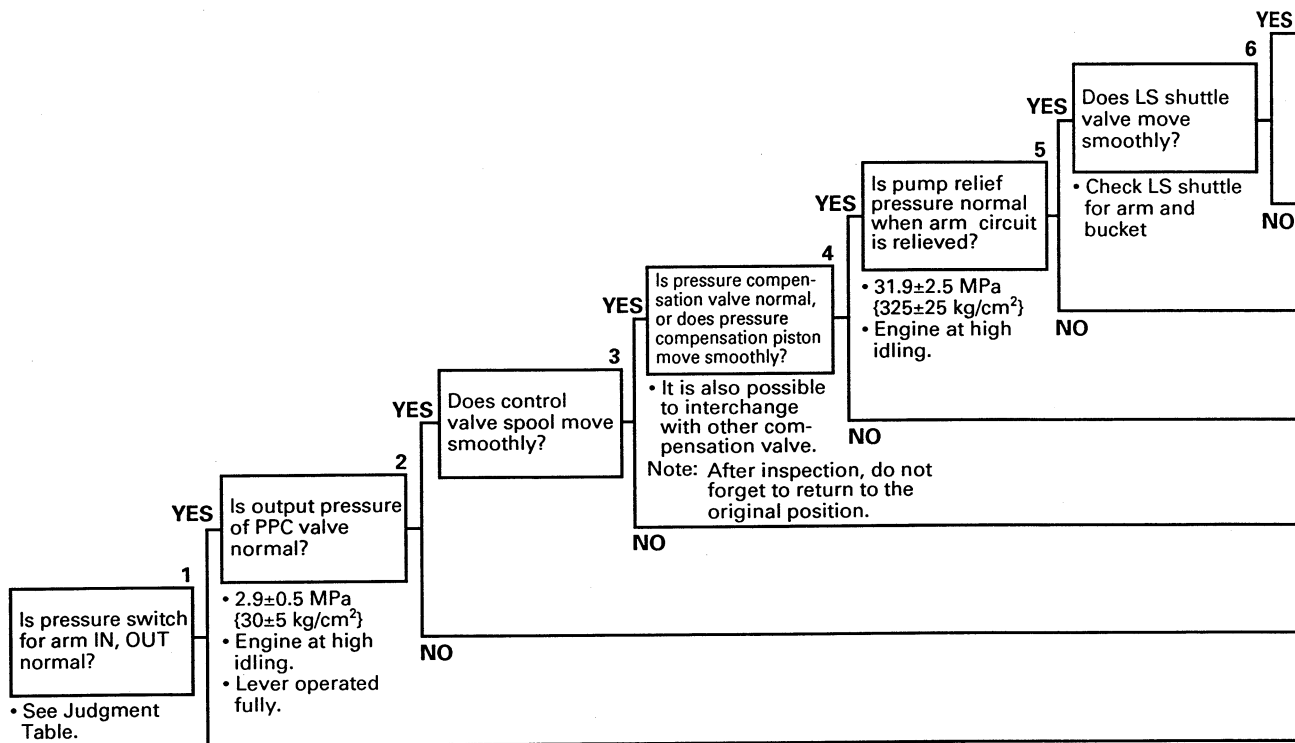 YES
6
Does LS shuttle
valve move
smoothly?
• Check LS shuttle
for arm and
bucket
NO
YES
5
Is pump relief
pressure normal
when arm circuit
is relieved?
• 31.9±2.5 MPa
{325±25 kg/cm²}
• Engine at high
idling.
NO
YES
4
Is pressure compen-
sation valve normal,
or does pressure
compensation piston
move smoothly?
• It is also possible
to interchange
with other com-
pensation valve.
Note: After inspection, do not
forget to return to the
original position.
NO
YES
3
Does control
valve spool move
smoothly?
NO
YES
2
Is output pressure
of PPC valve
normal?
• 2.9±0.5 MPa
{30±5 kg/cm²}
• Engine at high
idling.
• Lever operated
fully.
NO
YES
1
Is pressure switch
for arm IN, OUT
normal?
• See Judgment
Table.